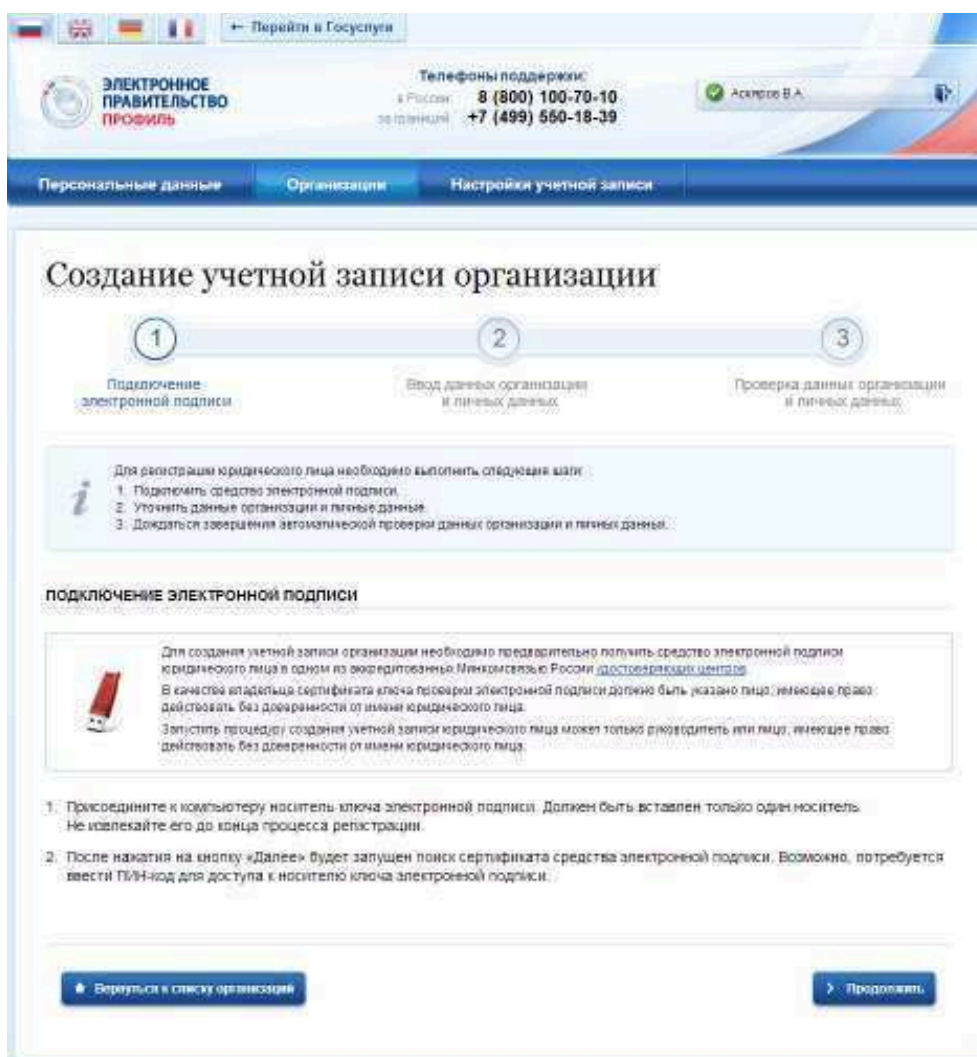 ← Перейти в Госуслуги
ЭЛЕКТРОННОЕ
ПРАВИТЕЛЬСТВО
ПРОФИЛЬ
Телефоны поддержки:
в России 8 (800) 100-70-10
за границей +7 (499) 550-18-39
В.А.
Персональные данные Организации Настройки учетной записи
Создание учетной записи организации
1 2 3
Подключение
электронной подписи
Ввод данных организации
и личных данных
Проверка данных организации
и личных данных
Для регистрации юридического лица необходимо выполнить следующие шаги:
1. Подключить средство электронной подписи.
2. Уточнить данные организации и личные данные.
3. Дождаться завершения автоматической проверки данных организации и личных данных.
ПОДКЛЮЧЕНИЕ ЭЛЕКТРОННОЙ ПОДПИСИ
Для создания учетной записи организации необходимо предварительно получить средство электронной подписи
юридического лица в одном из аккредитованных Минкомсвязью России удостоверяющих центров.
В качестве владельца сертификата ключа проверки электронной подписи должно быть указано лицо, имеющее право
действовать без доверенности от имени юридического лица.
Запустить процедуру создания учетной записи юридического лица может только руководитель или лицо, имеющее право
действовать без доверенности от имени юридического лица.
1. Присоедините к компьютеру носитель ключа электронной подписи. Должен быть вставлен только один носитель.
Не извлекайте его до конца процесса регистрации.
2. После нажатия на кнопку «Далее» будет запущен поиск сертификата средства электронной подписи. Возможно, потребуется
ввести ПИН-код для доступа к носителю ключа электронной подписи.
Вернуться к списку организаций
Продолжить